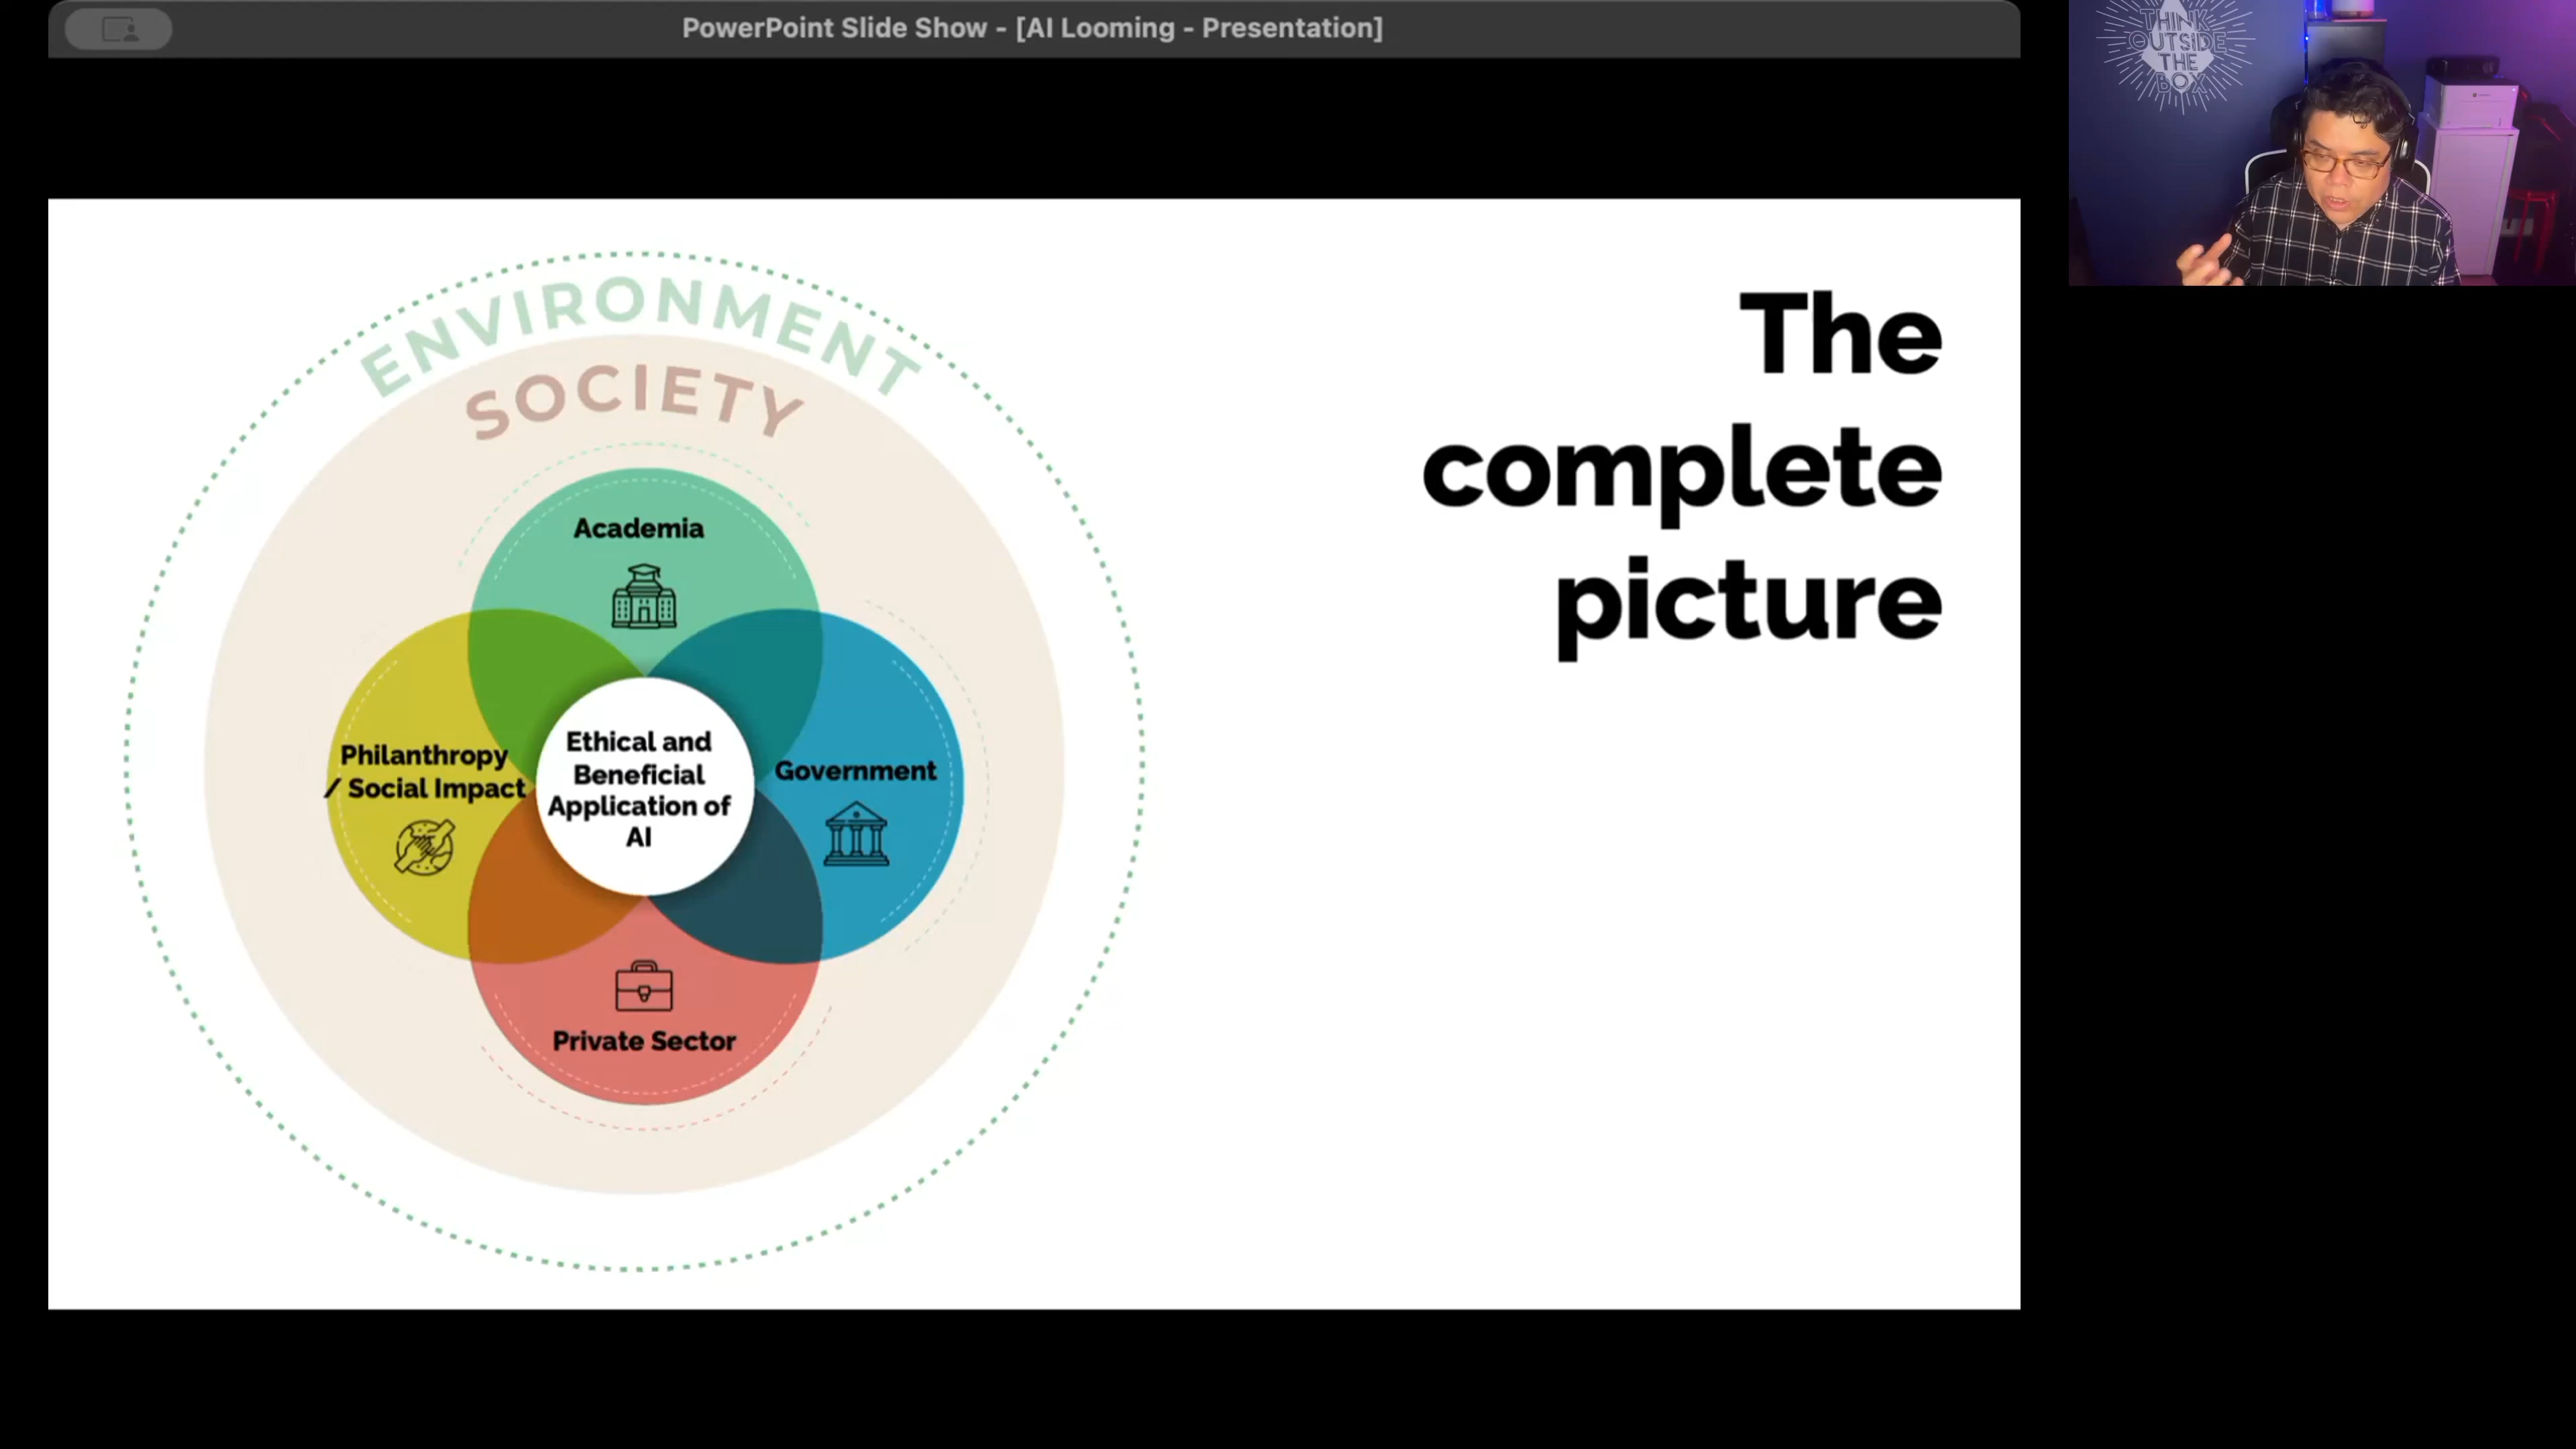 PowerPoint Slide Show - [AI Looming - Presentation]
THINK
OUTSIDE
THE
BOX
ENVIRONMENT
SOCIETY
The
complete
picture
Academia
Philanthropy
/ Social Impact
Ethical and
Beneficial
Application of
AI
Government
Private Sector